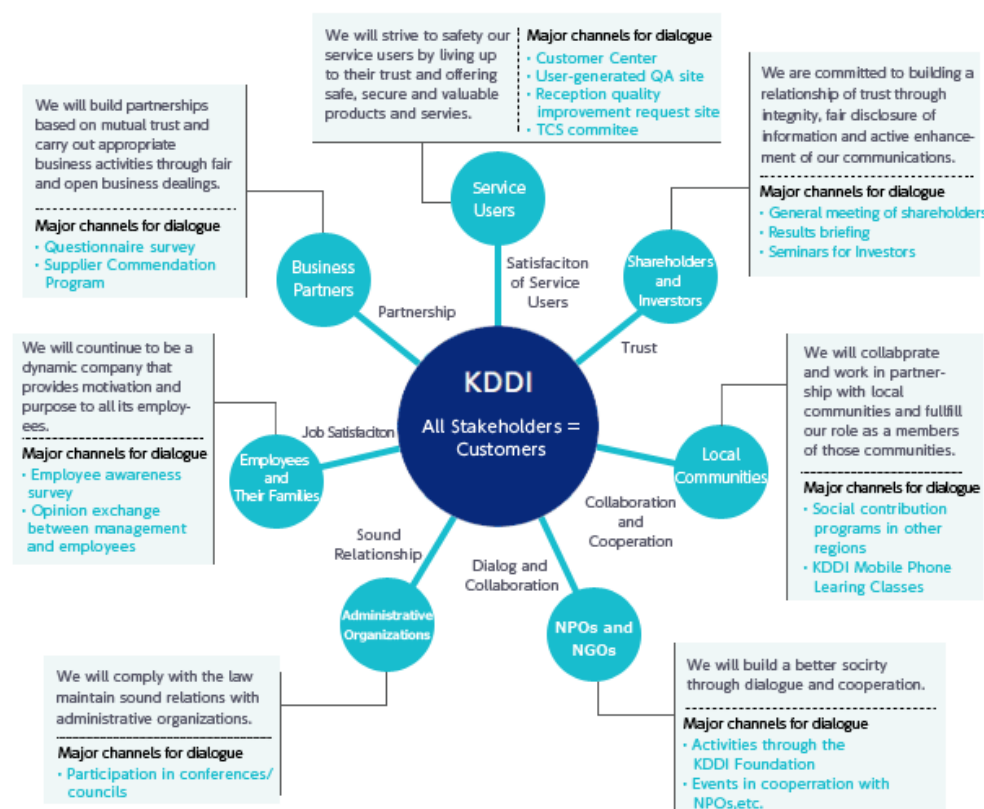 We will strive to safety our
service users by living up
to their trust and offering
safe, secure and valuable
products and servies.
Major channels for dialogue
• Customer Center
• User-generated QA site
• Reception quality
improvement request site
• TCS commitee
We will build partnerships
based on mutual trust and
carry out appropriate
business activities through fair
and open business dealings.
Major channels for dialogue
• Questionnaire survey
• Supplier Commendation
Program
We are committed to building a
relationship of trust through
integrity, fair disclosure of
information and active enhance-
ment of our communications.
Major channels for dialogue
• General meeting of shareholders
• Results briefing
• Seminars for Investors
Service
Users
Business
Partners
Shareholders
and
Inverstors
Satisfaciton
of Service
Users
Partnership
Trust
KDDI
All Stakeholders =
Customers
We will countinue to be a
dynamic company that
provides motivation and
purpose to all its employ-
ees.
Major channels for dialogue
• Employee awareness
survey
• Opinion exchange
between management
and employees
Job Satisfaciton
Employees
and
Their Families
Local
Communities
We will collabprate
and work in partner-
ship with local
communities and fullfill
our role as a members
of those communities.
Major channels for dialogue
• Social contribution
programs in other
regions
• KDDI Mobile Phone
Learing Classes
Collaboration
and
Cooperation
Sound
Relationship
Dialog and
Collaboration
Administrative
Organizations
NPOs and
NGOs
We will comply with the law
maintain sound relations with
administrative organizations.
Major channels for dialogue
• Participation in conferences/
councils
We will build a better socirty
through dialogue and cooperation.
Major channels for dialogue
• Activities through the
KDDI Foundation
• Events in cooperration with
NPOs,etc.